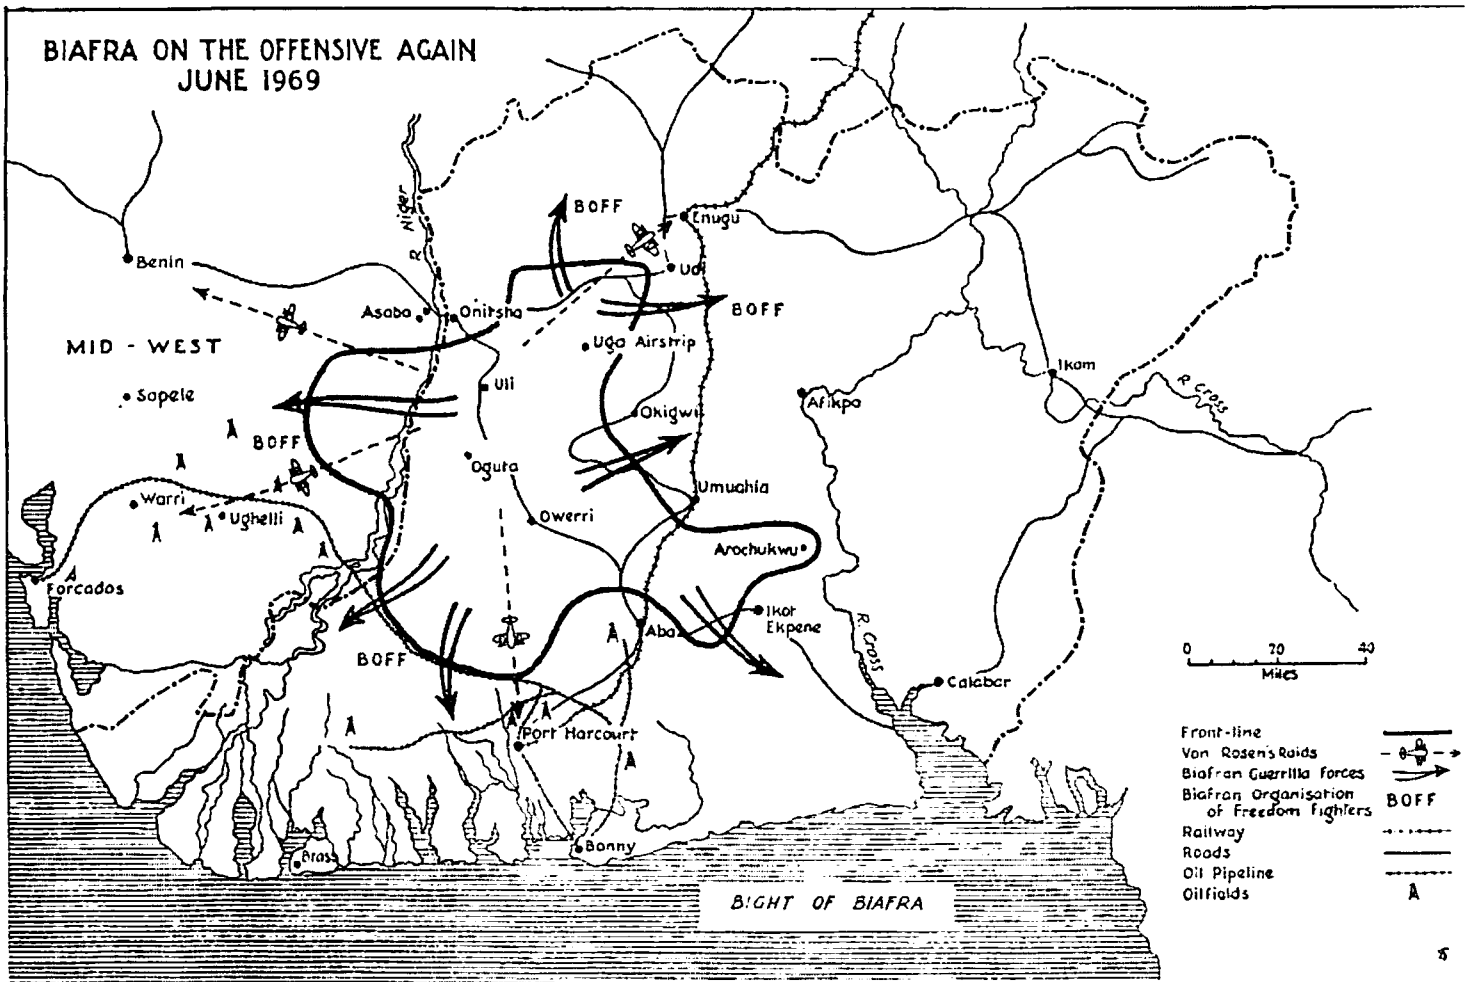 BIAFRA ON THE OFFENSIVE AGAIN
JUNE 1969
R Niger
BOFF
Enugu
Benin
Udi
Asaba
Onitsha
BOFF
MID - WEST
Uga Airstrip
Ikom
R. Cross
Sapele
Uli
Okigwi
Afikpo
BOFF
Oguta
Umuahia
Warri
Ughelli
Owerri
Arochukwu
Forcados
Ikot
Ekpene
Aba
R. Cross
BOFF
Calabar
0 20 40
Miles
Port Harcourt
Front-line
Von Rosen's Raids
Biafran Guerrilla Forces
Biafran Organisation
of Freedom Fighters BOFF
Railway
Roads
Oil Pipeline
Oilfields
Bonny
Brass
BIGHT OF BIAFRA